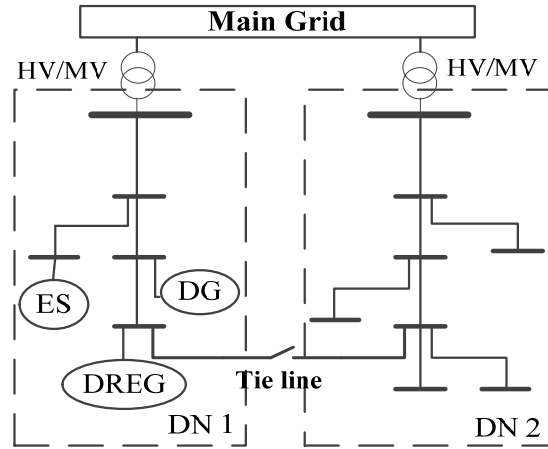 Main Grid
HV/MV
HV/MV
ES
DG
DREG
Tie line
DN 1
DN 2